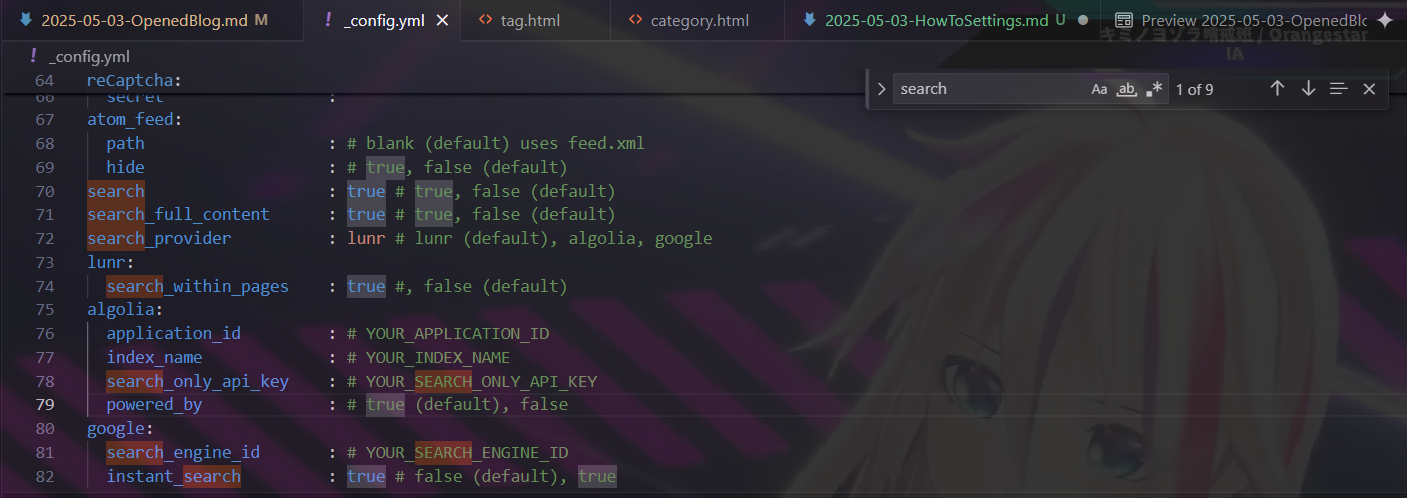 2025-05-03-OpenedBlog.md M
! _config.yml ×
<> tag.html
<> category.html
2025-05-03-HowToSettings.md U ●
Preview 2025-05-03-OpenedBlo
キミノヨゾラ哨戒班 / Orangestar
IA
! _config.yml
search
Aa ab .*
1 of 9
64 reCaptcha:
66 secret :
67 atom_feed:
68 path : # blank (default) uses feed.xml
69 hide : # true, false (default)
70 search : true # true, false (default)
71 search_full_content : true # true, false (default)
72 search_provider : lunr # lunr (default), algolia, google
73 lunr:
74 search_within_pages : true #, false (default)
75 algolia:
76 application_id : # YOUR_APPLICATION_ID
77 index_name : # YOUR_INDEX_NAME
78 search_only_api_key : # YOUR_SEARCH_ONLY_API_KEY
79 powered_by : # true (default), false
80 google:
81 search_engine_id : # YOUR_SEARCH_ENGINE_ID
82 instant_search : true # false (default), true